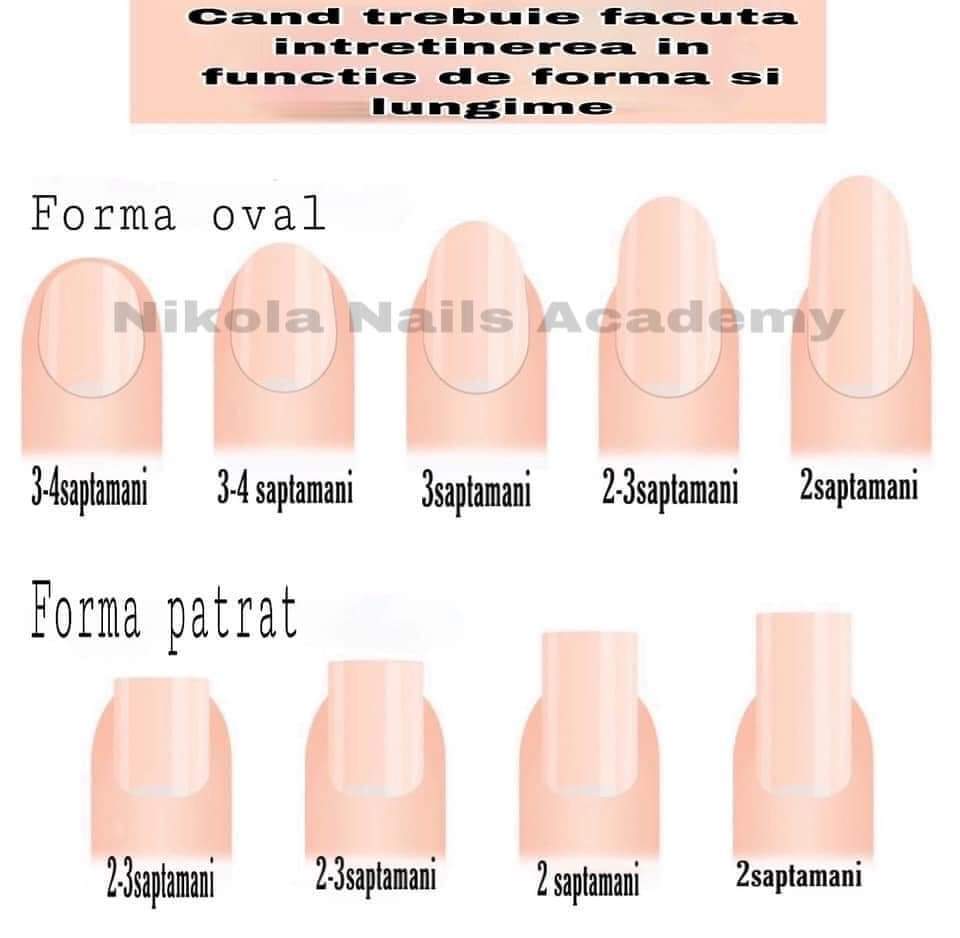 Cand trebuie facuta
intretinerea in
functie de forma si
lungime
Forma oval
Nikola Nails Academy
3-4saptamani
3-4 saptamani
3saptamani
2-3saptamani
2saptamani
Forma patrat
2-3saptamani
2-3saptamani
2 saptamani
2saptamani